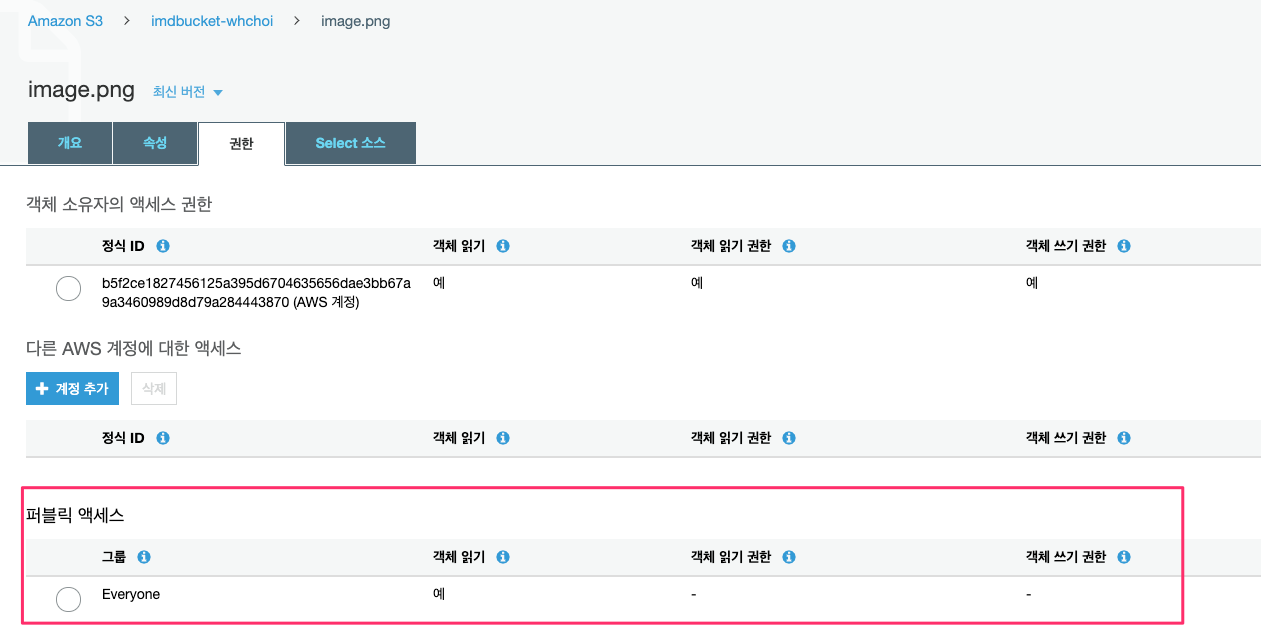 Amazon S3 > imdbucket-whchoi > image.png
image.png 최신 버전
개요 속성 권한 Select 소스
객체 소유자의 액세스 권한
정식 ID 객체 읽기 객체 읽기 권한 객체 쓰기 권한
b5f2ce1827456125a395d6704635656dae3bb67a 예 예 예
9a3460989d8d79a284443870 (AWS 계정)
다른 AWS 계정에 대한 액세스
+ 계정 추가 삭제
정식 ID 객체 읽기 객체 읽기 권한 객체 쓰기 권한
퍼블릭 액세스
그룹 객체 읽기 객체 읽기 권한 객체 쓰기 권한
Everyone 예 - -